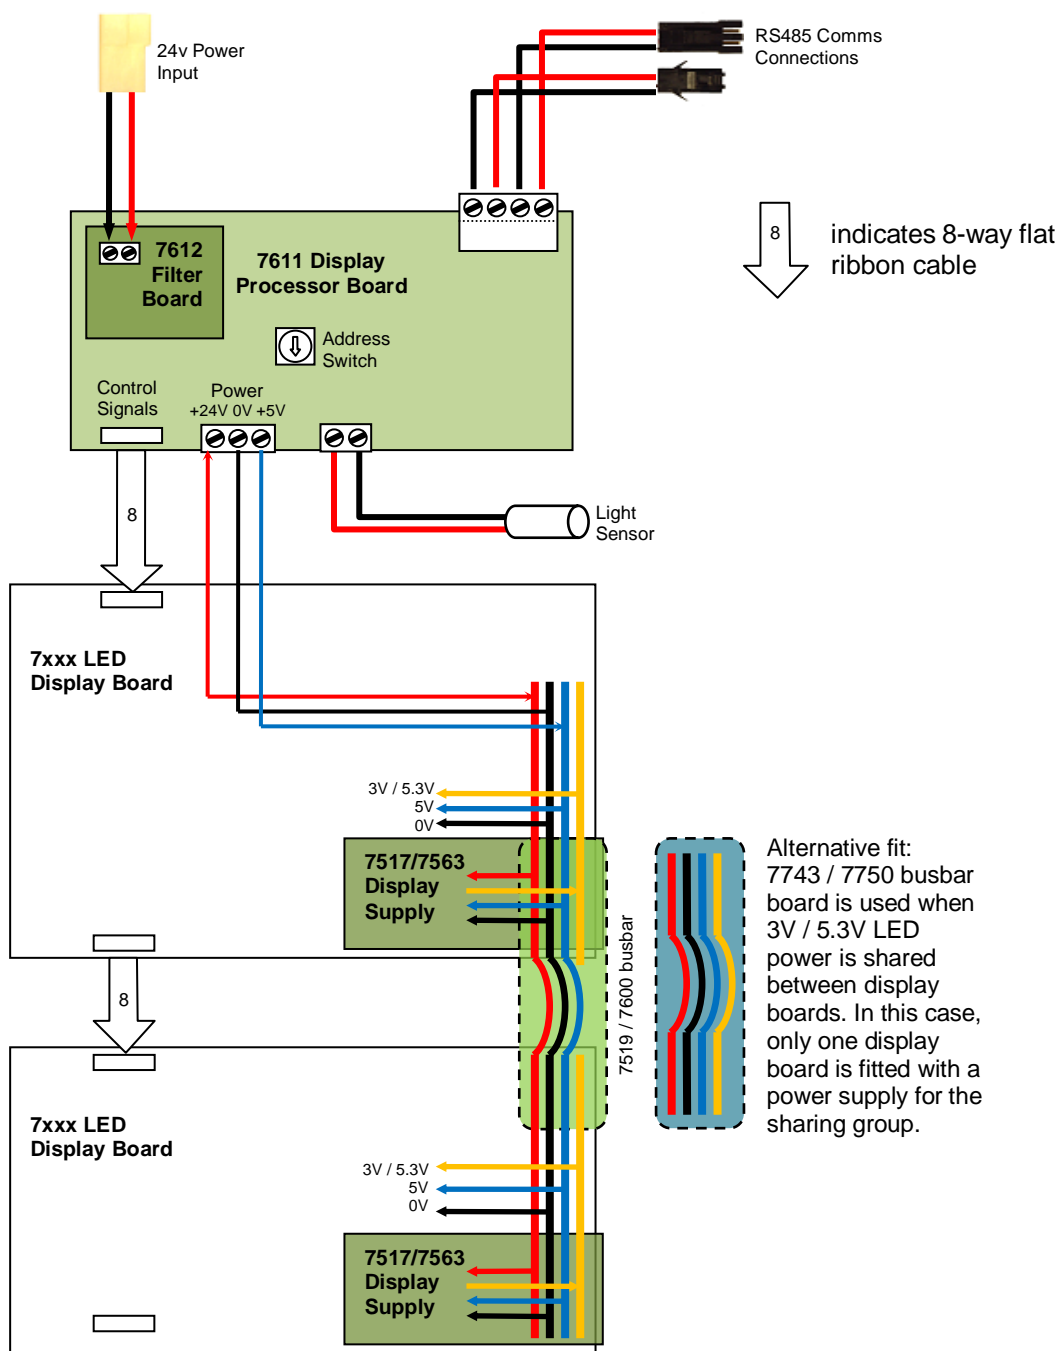 24v Power
Input
RS485 Comms
Connections
8
indicates 8-way flat
ribbon cable
7612
Filter
Board
7611 Display
Processor Board
Address
Switch
Control
Signals
Power
+24V 0V +5V
8
Light
Sensor
7xxx LED
Display Board
3V / 5.3V
5V
0V
7517/7563
Display
Supply
7519 / 7600 busbar
Alternative fit:
7743 / 7750 busbar
board is used when
3V / 5.3V LED
power is shared
between display
boards. In this case,
only one display
board is fitted with a
power supply for the
sharing group.
8
7xxx LED
Display Board
3V / 5.3V
5V
0V
7517/7563
Display
Supply